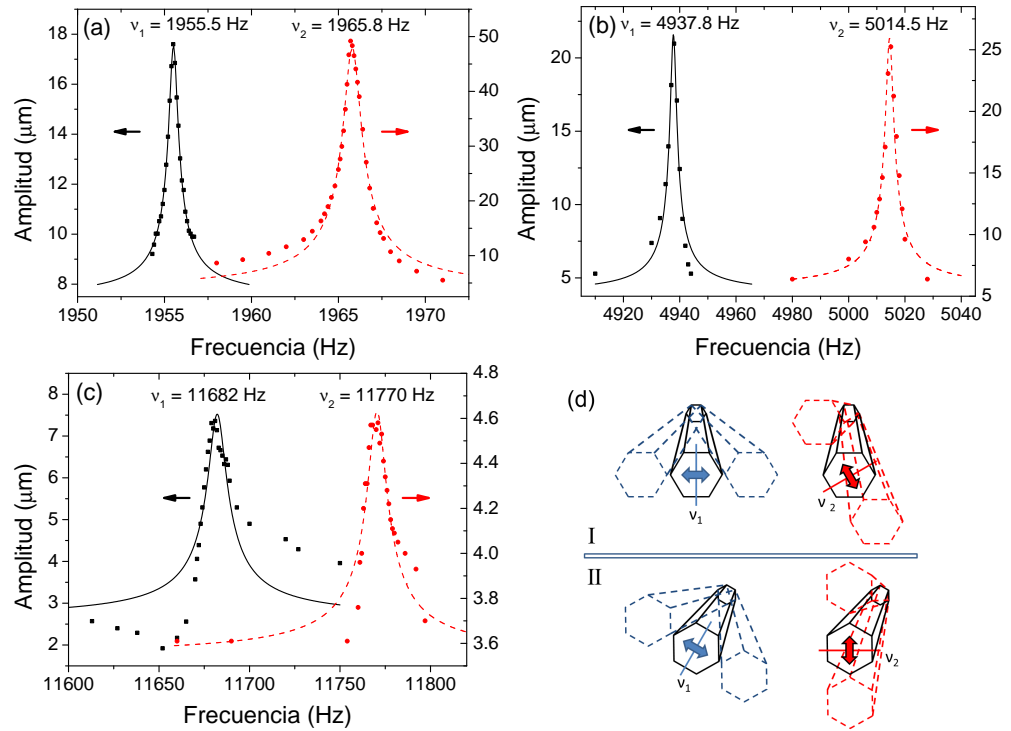 (a)
ν1 = 1955.5 Hz
ν2 = 1965.8 Hz
Amplitud (μm)
18
16
14
12
10
8
50
40
30
20
10
1950
1955
1960
1965
1970
Frecuencia (Hz)
(b)
ν1 = 4937.8 Hz
ν2 = 5014.5 Hz
Amplitud (μm)
20
15
10
5
25
20
15
10
5
4920
4940
4960
4980
5000
5020
5040
Frecuencia (Hz)
(c)
ν1 = 11682 Hz
ν2 = 11770 Hz
Amplitud (μm)
8
7
6
5
4
3
2
4.8
4.6
4.4
4.2
4.0
3.8
3.6
11600
11650
11700
11750
11800
Frecuencia (Hz)
(d)
ν1
ν2
I
II
ν1
ν2